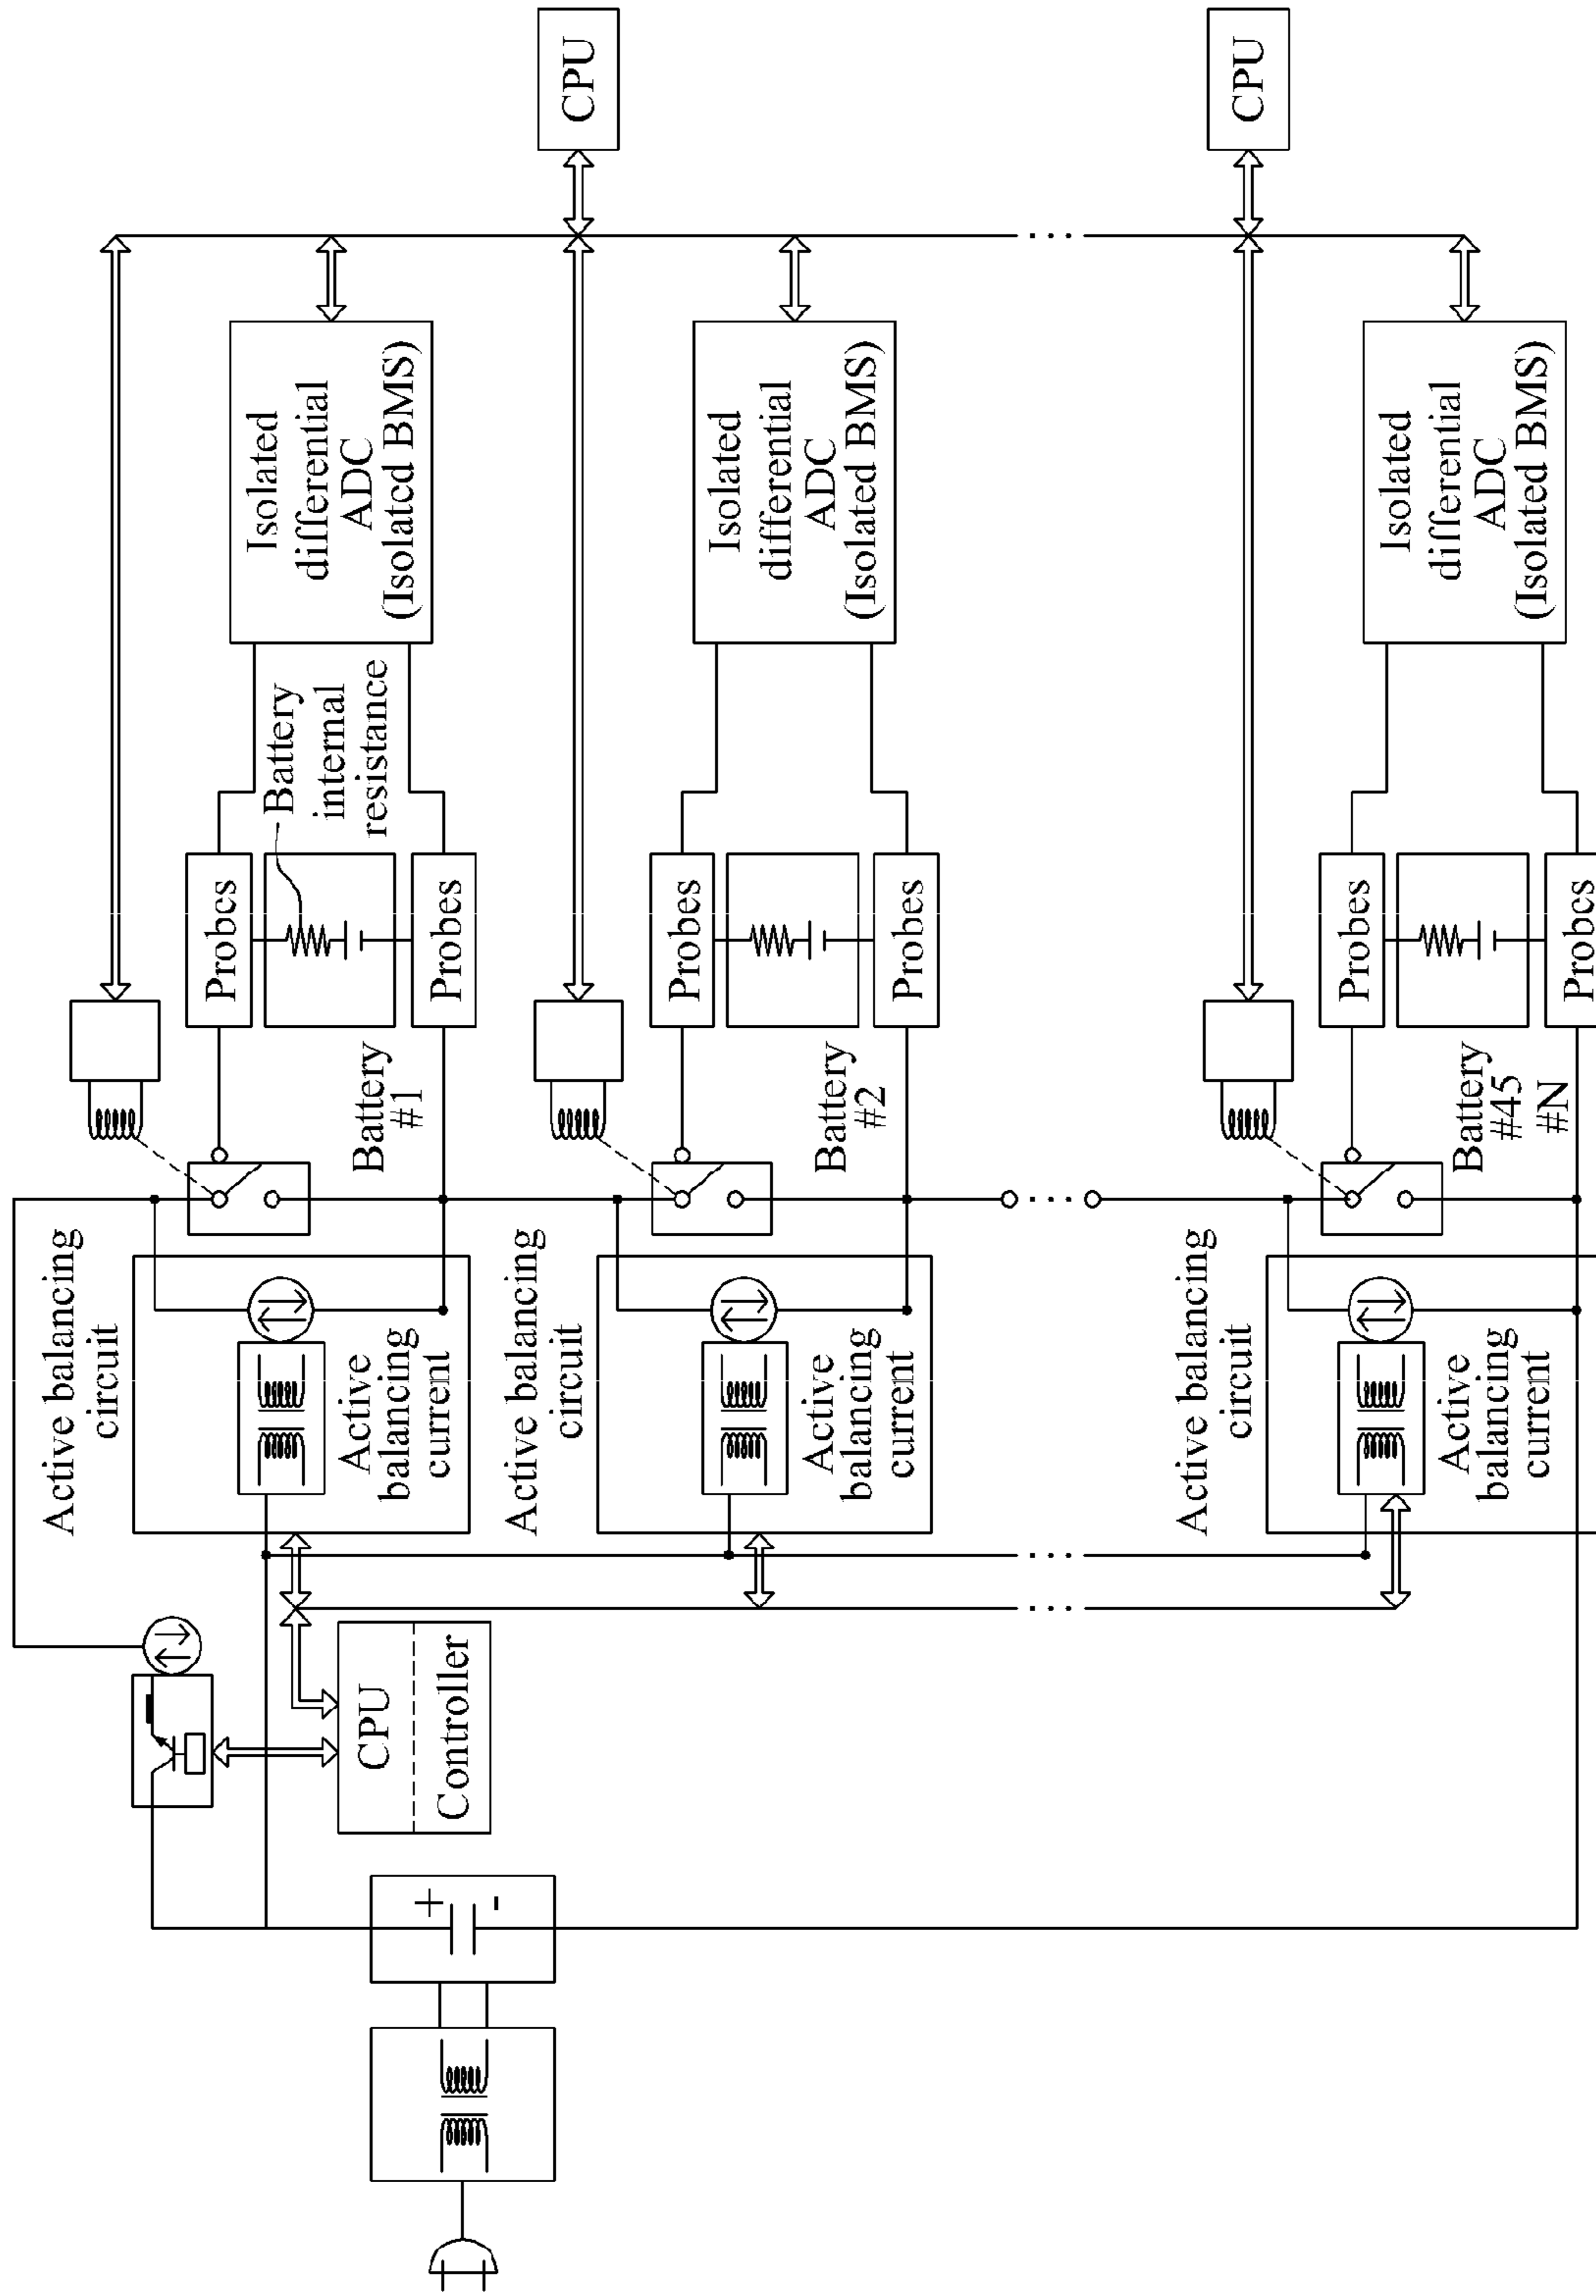 CPU
CPU
Isolated
differential
ADC
(Isolated BMS)
Isolated
differential
ADC
(Isolated BMS)
Isolated
differential
ADC
(Isolated BMS)
Battery
internal
resistance
Probes
Probes
Probes
Probes
Probes
Probes
Battery
#1
Battery
#2
Battery
#45
#N
Active balancing
circuit
Active
balancing
current
Active balancing
circuit
Active
balancing
current
Active balancing
circuit
Active
balancing
current
CPU
Controller
+
-